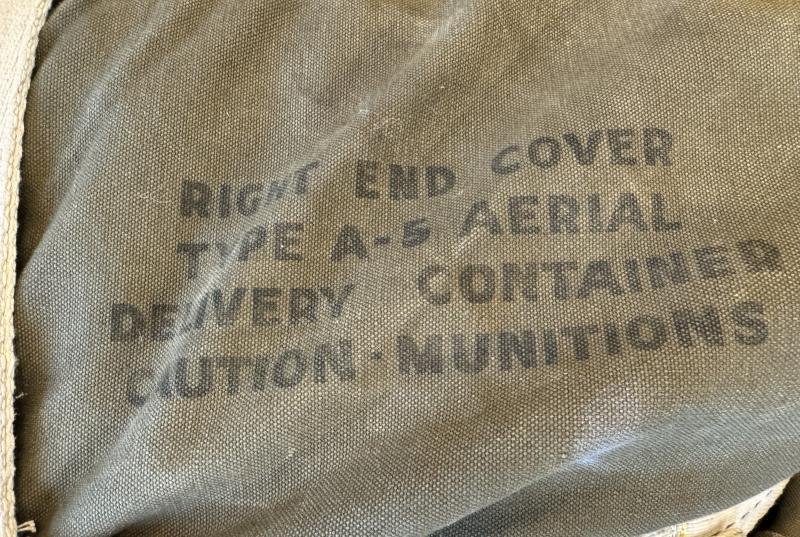 RIGHT END COVER
TYPE A-5 AERIAL
DELIVERY CONTAINER
CAUTION-MUNITIONS